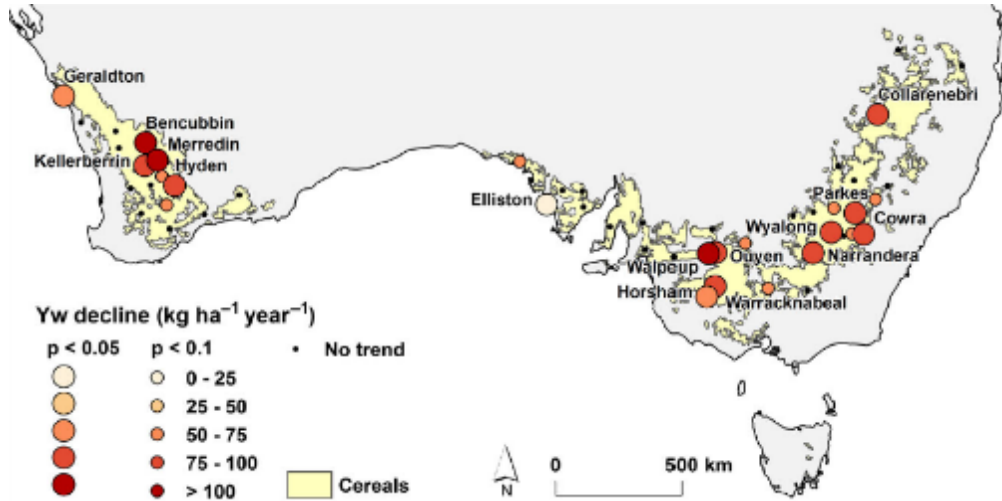 Geraldton
Collarenebri
Bencubbin
Merredin
Kellerberrin
Hyden
Elliston
Parkes
Cowra
Wyalong
Narrandera
Walpeup
Ouyen
Horsham
Warracknabeal
Yw decline (kg ha⁻¹ year⁻¹)
p < 0.05 p < 0.1 No trend
0 - 25
25 - 50
50 - 75
75 - 100
> 100
Cereals
N
0 500 km